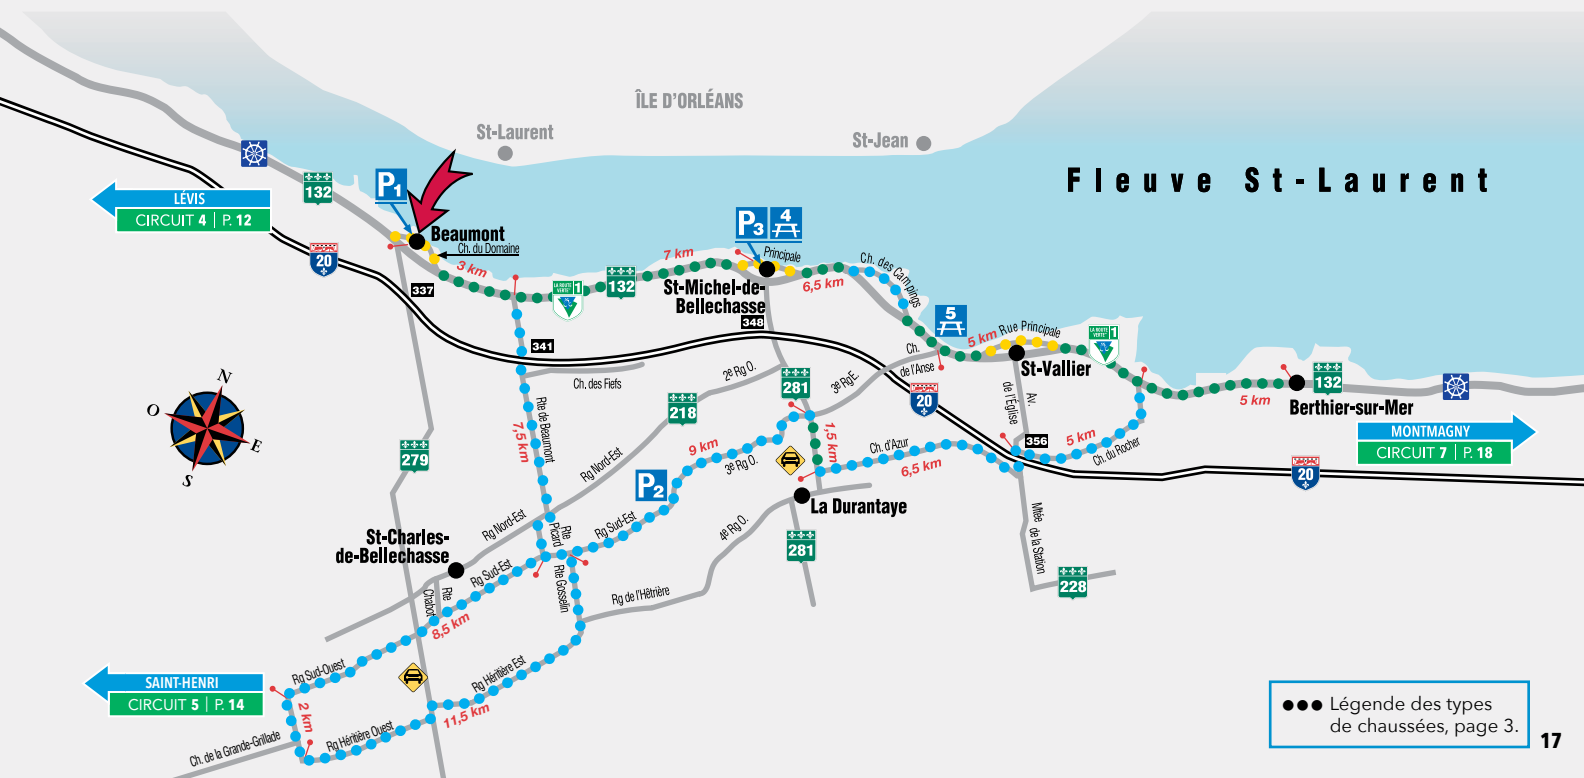 ÎLE D'ORLÉANS
St-Laurent
St-Jean
Fleuve St-Laurent
132
P1
LÉVIS
CIRCUIT 4 | P. 12
20
Beaumont
Ch. du Domaine
3 km
337
7 km
LA ROUTE VERTE
1
132
P3
4
Principale
St-Michel-de-
Bellechasse
348
6,5 km
Ch. des Campings
5
5 km
Rue Principale
LA ROUTE VERTE
1
St-Vallier
Ch.
de l'Anse
341
Ch. des Fiefs
2e Rg O.
281
3e Rg E.
20
Av.
de l'Église
132
5 km
Berthier-sur-Mer
MONTMAGNY
CIRCUIT 7 | P. 18
20
N
O
E
S
279
218
Rte de Beaumont
7,5 km
Rg Nord-Est
9 km
3e Rg O.
1,5 km
Ch. d'Azur
6,5 km
356
5 km
Ch. du Rocher
P2
La Durantaye
281
4e Rg O.
Mtée
de la Station
228
St-Charles-
de-Bellechasse
Rg Nord-Est
Rte
Picard
Rg Sud-Est
Rg Sud-Est
Rte
Chabot
8,5 km
Rte Gosselin
Rg de l'Hêtrière
SAINT-HENRI
CIRCUIT 5 | P. 14
Rg Sud-Ouest
2 km
Rg Hêtrière Est
11,5 km
Rg Hêtrière Ouest
Ch. de la Grande-Grillade
Légende des types
de chaussées, page 3.
17